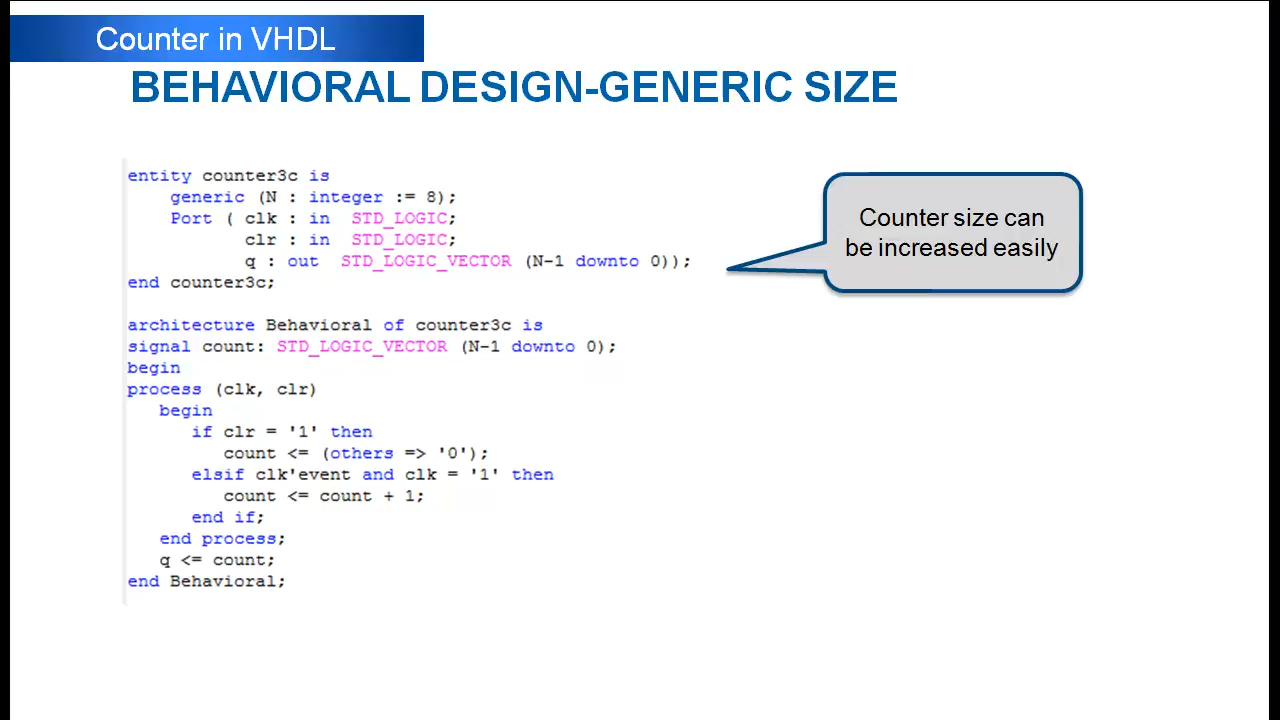 Counter in VHDL
BEHAVIORAL DESIGN-GENERIC SIZE
entity counter3c is
    generic (N : integer := 8);
    Port ( clk : in  STD_LOGIC;
           clr : in  STD_LOGIC;
           q : out  STD_LOGIC_VECTOR (N-1 downto 0));
end counter3c;
Counter size can
be increased easily
architecture Behavioral of counter3c is
signal count: STD_LOGIC_VECTOR (N-1 downto 0);
begin
process (clk, clr)
   begin
      if clr = '1' then
         count <= (others => '0');
      elsif clk'event and clk = '1' then
         count <= count + 1;
      end if;
   end process;
   q <= count;
end Behavioral;